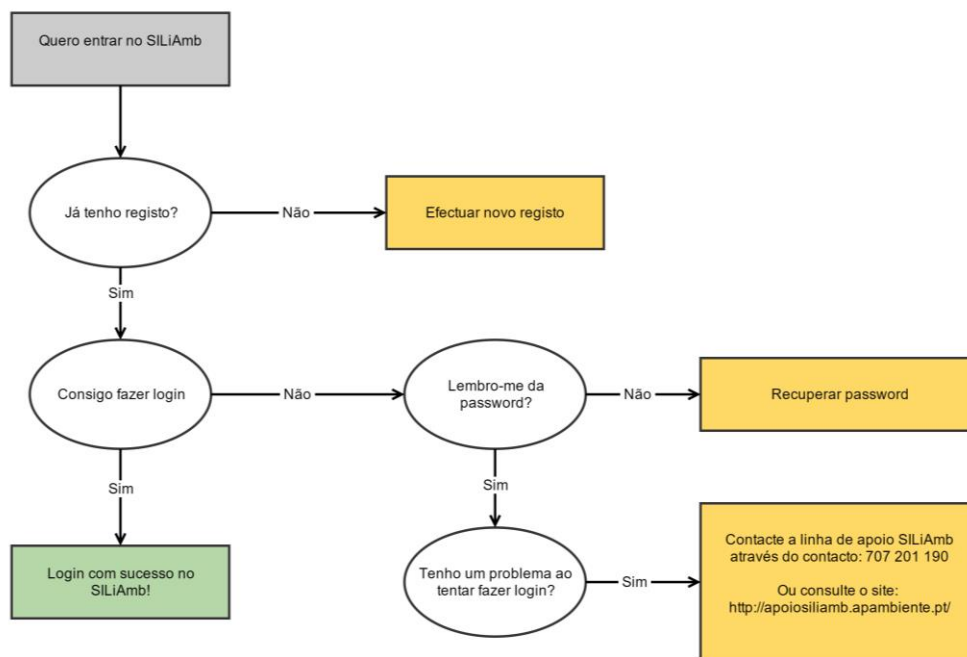 Quero entrar no SILiAmb
Já tenho registo?
Não
Efectuar novo registo
Sim
Consigo fazer login
Não
Lembro-me da
password?
Não
Recuperar password
Sim
Sim
Login com sucesso no
SILiAmb!
Tenho um problema ao
tentar fazer login?
Sim
Contacte a linha de apoio SILiAmb
através do contacto: 707 201 190
Ou consulte o site:
http://apoiosiliamb.apambiente.pt/